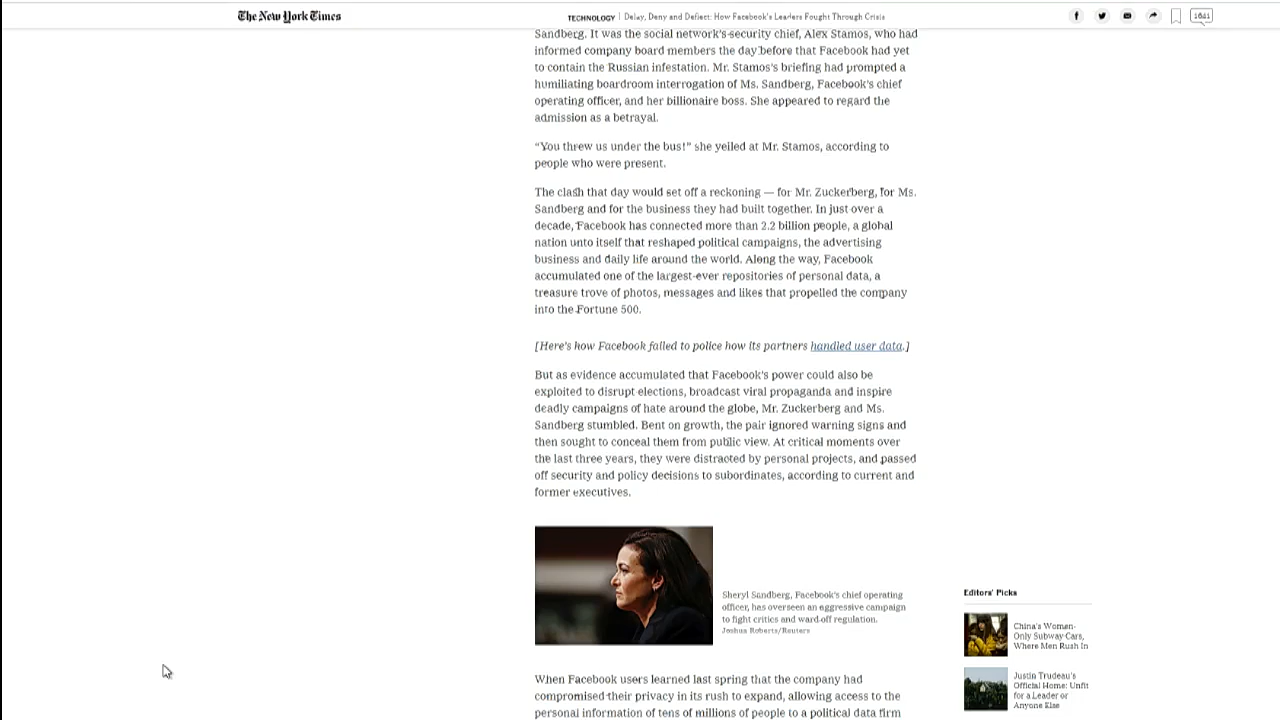 The New York Times
TECHNOLOGY | Delay, Deny and Deflect: How Facebook's Leaders Fought Through Crisis
1641
Sandberg. It was the social network's security chief, Alex Stamos, who had
informed company board members the day before that Facebook had yet
to contain the Russian infestation. Mr. Stamos's briefing had prompted a
humiliating boardroom interrogation of Ms. Sandberg, Facebook's chief
operating officer, and her billionaire boss. She appeared to regard the
admission as a betrayal.
“You threw us under the bus!” she yelled at Mr. Stamos, according to
people who were present.
The clash that day would set off a reckoning — for Mr. Zuckerberg, for Ms.
Sandberg and for the business they had built together. In just over a
decade, Facebook has connected more than 2.2 billion people, a global
nation unto itself that reshaped political campaigns, the advertising
business and daily life around the world. Along the way, Facebook
accumulated one of the largest-ever repositories of personal data, a
treasure trove of photos, messages and likes that propelled the company
into the Fortune 500.
[Here's how Facebook failed to police how its partners handled user data.]
But as evidence accumulated that Facebook's power could also be
exploited to disrupt elections, broadcast viral propaganda and inspire
deadly campaigns of hate around the globe, Mr. Zuckerberg and Ms.
Sandberg stumbled. Bent on growth, the pair ignored warning signs and
then sought to conceal them from public view. At critical moments over
the last three years, they were distracted by personal projects, and passed
off security and policy decisions to subordinates, according to current and
former executives.
Sheryl Sandberg, Facebook's chief operating
officer, has overseen an aggressive campaign
to fight critics and ward off regulation.
Joshua Roberts/Reuters
Editors' Picks
China's Women-
Only Subway Cars,
Where Men Rush In
Justin Trudeau's
Official Home: Unfit
for a Leader or
Anyone Else
When Facebook users learned last spring that the company had
compromised their privacy in its rush to expand, allowing access to the
personal information of tens of millions of people to a political data firm